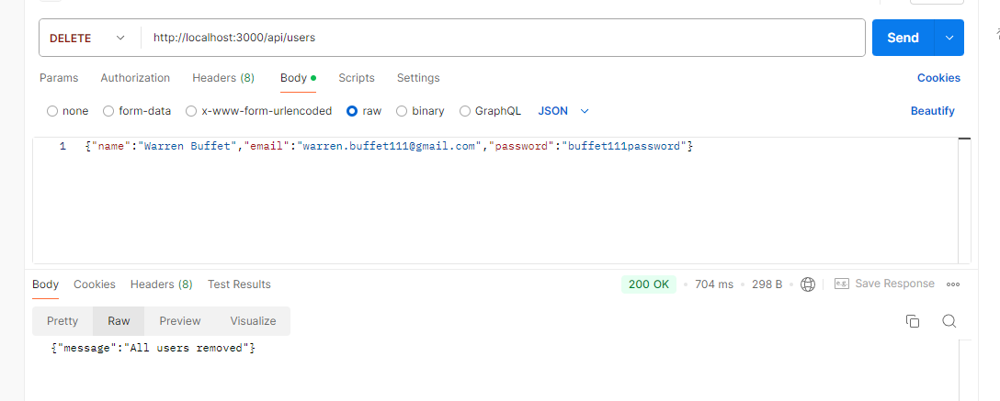 DELETE http://localhost:3000/api/users Send
Params Authorization Headers (8) Body Scripts Settings Cookies
none form-data x-www-form-urlencoded raw binary GraphQL JSON Beautify
1 {"name":"Warren Buffet","email":"warren.buffet111@gmail.com","password":"buffet111password"}
Body Cookies Headers (8) Test Results 200 OK • 704 ms • 298 B • e.g. Save Response
Pretty Raw Preview Visualize
{"message":"All users removed"}